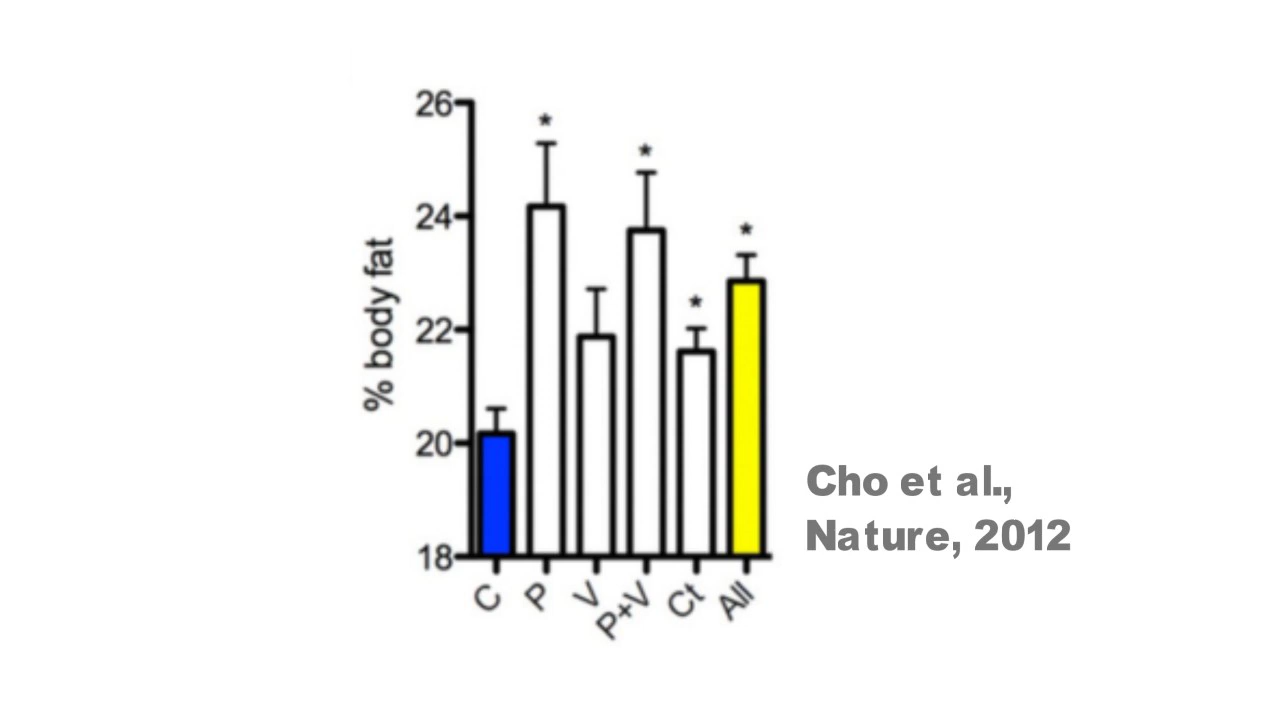 26
24
22
20
18
% body fat
*
*
*
*
C
P
V
P+V
Ct
All
Cho et al.,
Nature, 2012